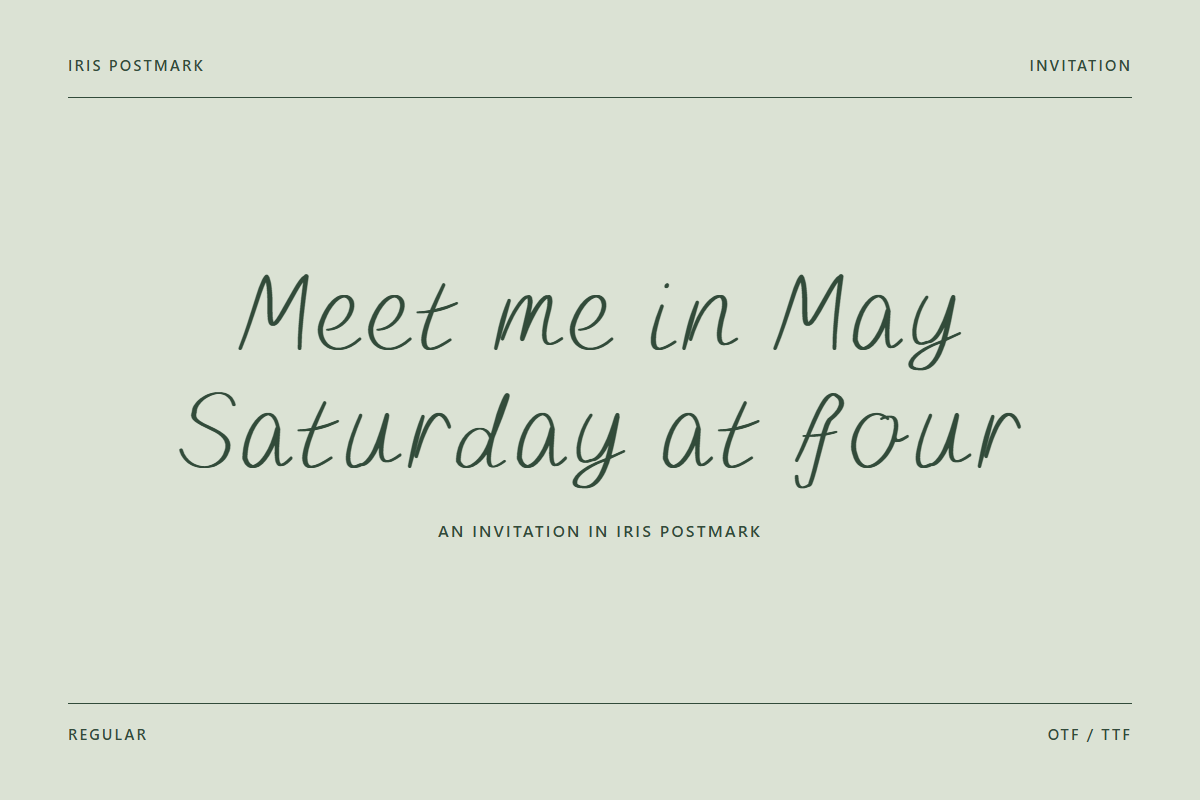 IRIS POSTMARK
INVITATION
Meet me in May
Saturday at four
AN INVITATION IN IRIS POSTMARK
REGULAR
OTF / TTF